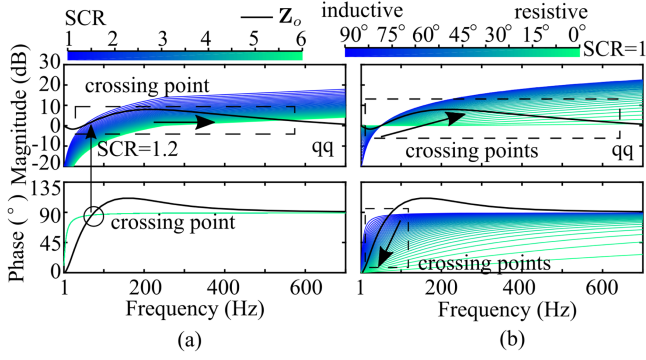 SCR
Z_o
inductive
resistive
1 2 3 4 5 6
90° 75° 60° 45° 30° 15° 0°
SCR=1
Magnitude (dB)
30
20
10
0
-10
-20
crossing point
SCR=1.2
qq
crossing points
qq
Phase (°)
135
90
45
0
crossing point
crossing points
1 200 400 600
1 200 400 600
Frequency (Hz)
Frequency (Hz)
(a)
(b)